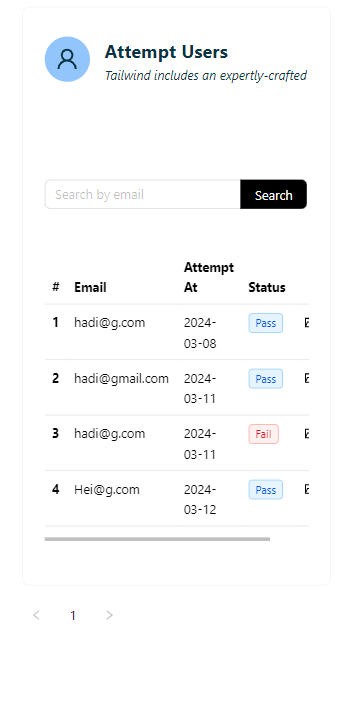 Attempt Users
Tailwind includes an expertly-crafted
Search by email
Search
# Email Attempt At Status
1 hadi@g.com 2024-03-08 Pass
2 hadi@gmail.com 2024-03-11 Pass
3 hadi@g.com 2024-03-11 Fail
4 Hei@g.com 2024-03-12 Pass
< 1 >